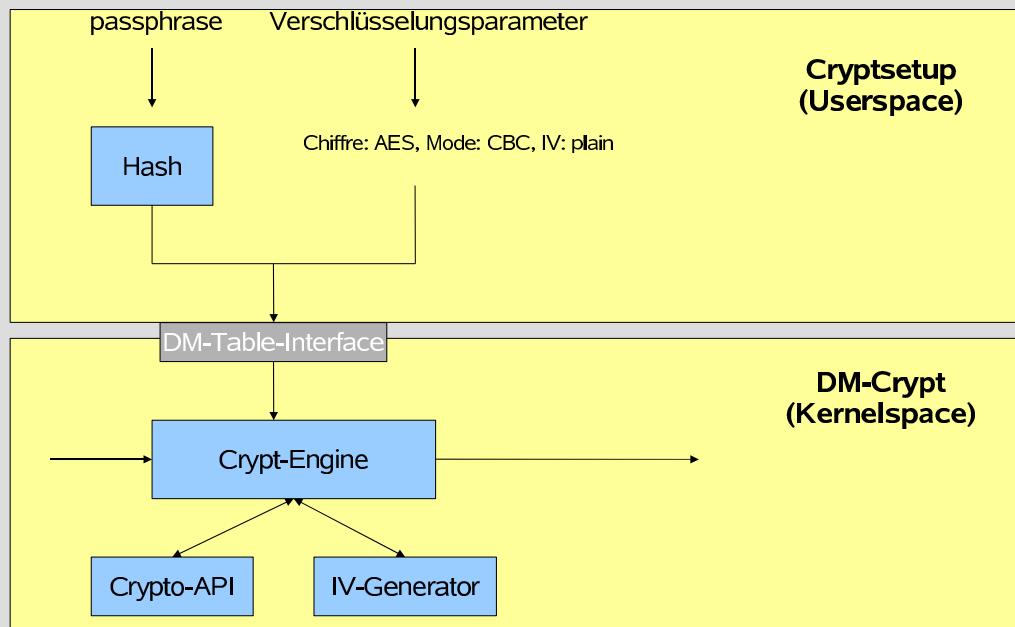 passphrase
Verschlüsselungsparameter
Cryptsetup
(Userspace)
Chiffre: AES, Mode: CBC, IV: plain
Hash
DM-Table-Interface
DM-Crypt
(Kernelspace)
Crypt-Engine
Crypto-API
IV-Generator